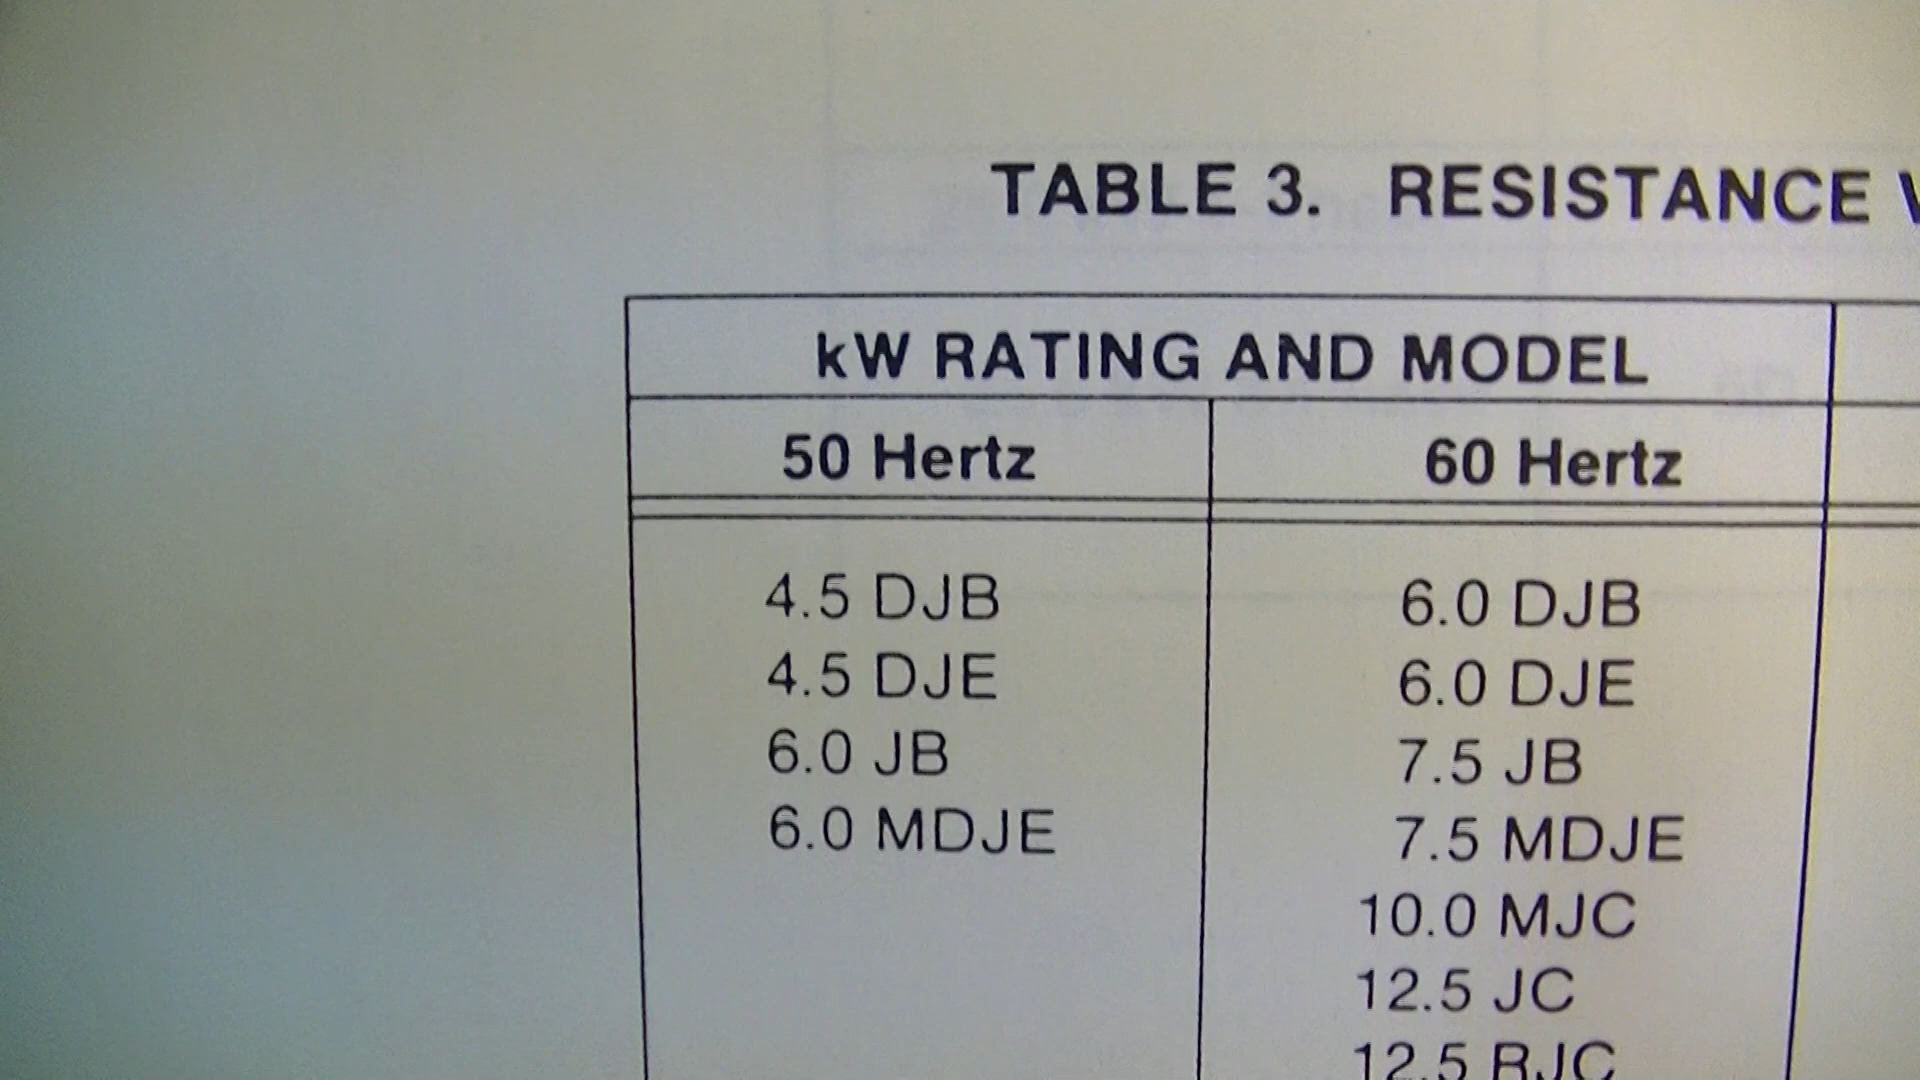 TABLE 3. RESISTANCE
kW RATING AND MODEL
50 Hertz 60 Hertz
4.5 DJB 6.0 DJB
4.5 DJE 6.0 DJE
6.0 JB 7.5 JB
6.0 MDJE 7.5 MDJE
10.0 MJC
12.5 JC
12.5 RJC